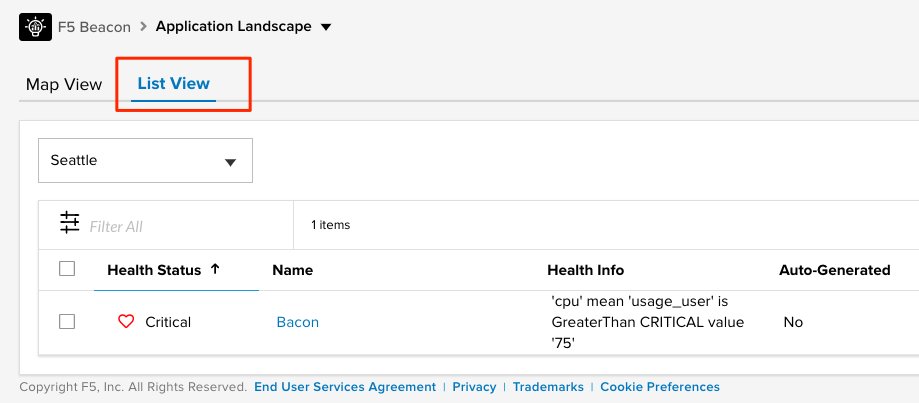 F5 Beacon > Application Landscape
Map View List View
Seattle
Filter All 1 items
Health Status Name Health Info Auto-Generated
Critical Bacon 'cpu' mean 'usage_user' is GreaterThan CRITICAL value '75' No
Copyright F5, Inc. All Rights Reserved. End User Services Agreement | Privacy | Trademarks | Cookie Preferences